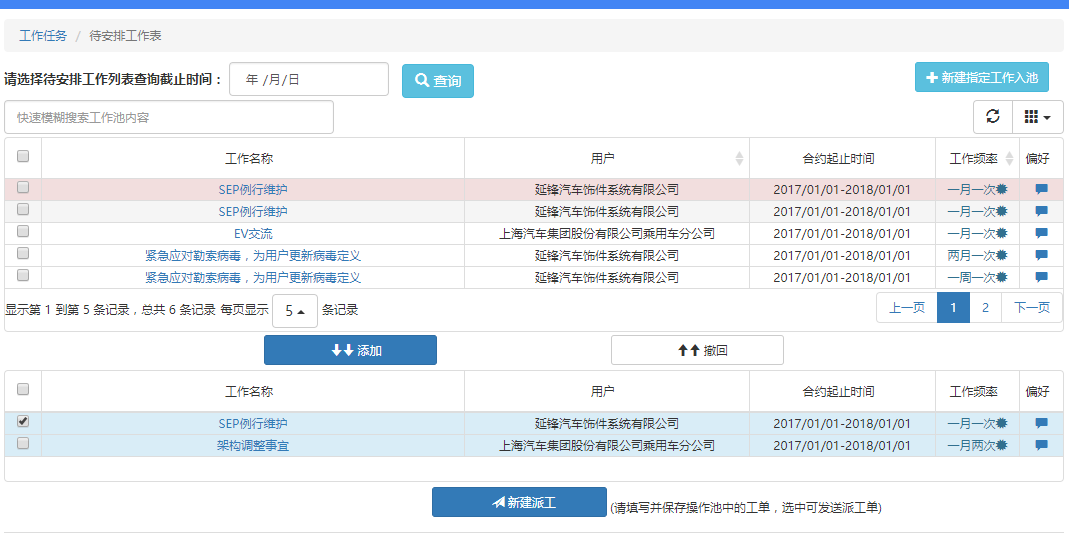 工作任务 / 待安排工作表
请选择待安排工作列表查询截止时间： 年 /月/日 查询 新建指定工作入池
快速模糊搜索工作池内容
工作名称 用户 合约起止时间 工作频率 偏好
SEP例行维护 延锋汽车饰件系统有限公司 2017/01/01-2018/01/01 一月一次
SEP例行维护 延锋汽车饰件系统有限公司 2017/01/01-2018/01/01 一月一次
EV交流 上海汽车集团股份有限公司乘用车分公司 2017/01/01-2018/01/01 一月一次
紧急应对勒索病毒，为用户更新病毒定义 延锋汽车饰件系统有限公司 2017/01/01-2018/01/01 两月一次
紧急应对勒索病毒，为用户更新病毒定义 延锋汽车饰件系统有限公司 2017/01/01-2018/01/01 一周一次
显示第 1 到第 5 条记录，总共 6 条记录 每页显示 5 条记录 上一页 1 2 下一页
添加 撤回
工作名称 用户 合约起止时间 工作频率 偏好
SEP例行维护 延锋汽车饰件系统有限公司 2017/01/01-2018/01/01 一月一次
架构调整事宜 上海汽车集团股份有限公司乘用车分公司 2017/01/01-2018/01/01 一月两次
新建派工 (请填写并保存操作池中的工单，选中可发送派工单)